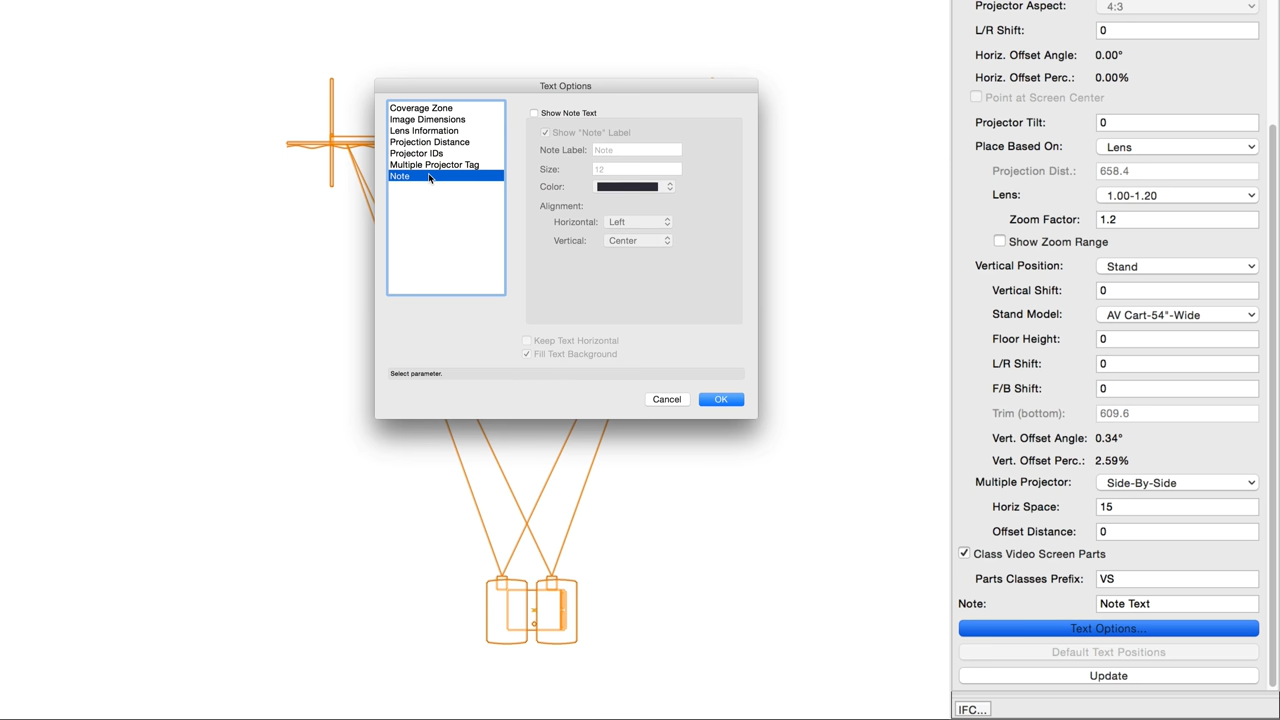 Text Options
Coverage Zone
Image Dimensions
Lens Information
Projection Distance
Projector IDs
Multiple Projector Tag
Note
Show Note Text
Show "Note" Label
Note Label: Note
Size: 12
Color:
Alignment:
Horizontal: Left
Vertical: Center
Keep Text Horizontal
Fill Text Background
Select parameter.
Cancel OK
Projector Aspect: 4:3
L/R Shift: 0
Horiz. Offset Angle: 0.00°
Horiz. Offset Perc.: 0.00%
Point at Screen Center
Projector Tilt: 0
Place Based On: Lens
Projection Dist.: 658.4
Lens: 1.00-1.20
Zoom Factor: 1.2
Show Zoom Range
Vertical Position: Stand
Vertical Shift: 0
Stand Model: AV Cart-54"-Wide
Floor Height: 0
L/R Shift: 0
F/B Shift: 0
Trim (bottom): 609.6
Vert. Offset Angle: 0.34°
Vert. Offset Perc.: 2.59%
Multiple Projector: Side-By-Side
Horiz Space: 15
Offset Distance: 0
Class Video Screen Parts
Parts Classes Prefix: VS
Note: Note Text
Text Options...
Default Text Positions
Update
IFC...